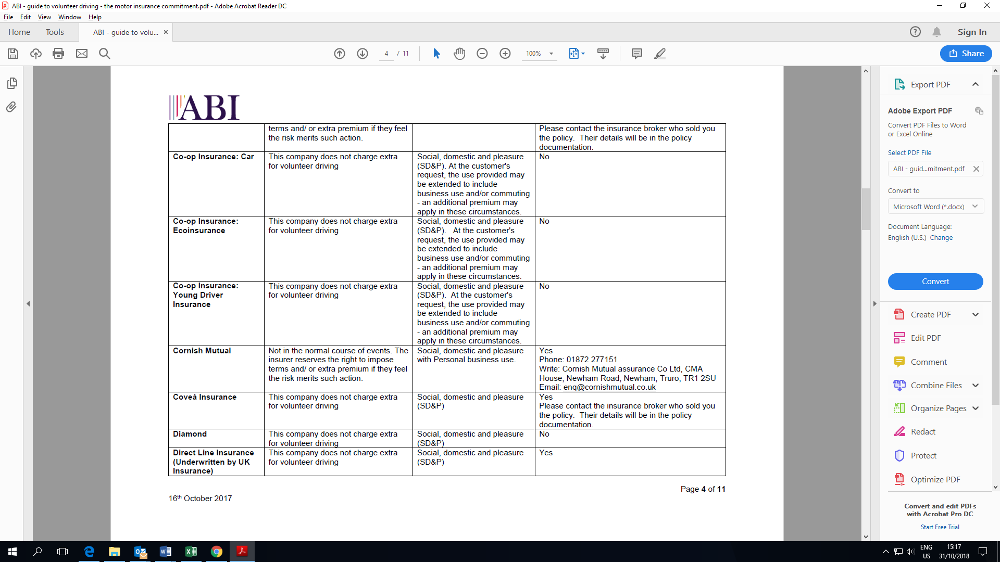 ABI - guide to volunteer driving - the motor insurance commitment.pdf - Adobe Acrobat Reader DC
File Edit View Window Help
Home Tools ABI - guide to volu... ×
Sign In
4 / 11
100%
Share
ABI
terms and/ or extra premium if they feel
the risk merits such action.
Please contact the insurance broker who sold you
the policy. Their details will be in the policy
documentation.
Co-op Insurance: Car
This company does not charge extra
for volunteer driving
Social, domestic and pleasure
(SD&P). At the customer's
request, the use provided may
be extended to include
business use and/or commuting
- an additional premium may
apply in these circumstances.
No
Co-op Insurance:
Ecoinsurance
This company does not charge extra
for volunteer driving
Social, domestic and pleasure
(SD&P). At the customer's
request, the use provided may
be extended to include
business use and/or commuting
- an additional premium may
apply in these circumstances.
No
Co-op Insurance:
Young Driver
Insurance
This company does not charge extra
for volunteer driving
Social, domestic and pleasure
(SD&P). At the customer's
request, the use provided may
be extended to include
business use and/or commuting
- an additional premium may
apply in these circumstances.
No
Cornish Mutual
Not in the normal course of events. The
insurer reserves the right to impose
terms and/ or extra premium if they feel
the risk merits such action.
Social, domestic and pleasure
with Personal business use.
Yes
Phone: 01872 277151
Write: Cornish Mutual assurance Co Ltd, CMA
House, Newham Road, Newham, Truro, TR1 2SU
Email: enq@cornishmutual.co.uk
Coveá Insurance
This company does not charge extra
for volunteer driving
Social, domestic and pleasure
(SD&P)
Yes
Please contact the insurance broker who sold you
the policy. Their details will be in the policy
documentation.
Diamond
This company does not charge extra
for volunteer driving
Social, domestic and pleasure
(SD&P)
No
Direct Line Insurance
(Underwritten by UK
Insurance)
This company does not charge extra
for volunteer driving
Social, domestic and pleasure
(SD&P)
Yes
Page 4 of 11
16th October 2017
Export PDF
Adobe Export PDF
Convert PDF Files to Word
or Excel Online
Select PDF File
ABI - guid...mitment.pdf
Convert to
Microsoft Word (*.docx)
Document Language:
English (U.S.) Change
Convert
Create PDF
Edit PDF
Comment
Combine Files
Organize Pages
Redact
Protect
Optimize PDF
Convert and edit PDFs
with Acrobat Pro DC
Start Free Trial
ENG
US
15:17
31/10/2018